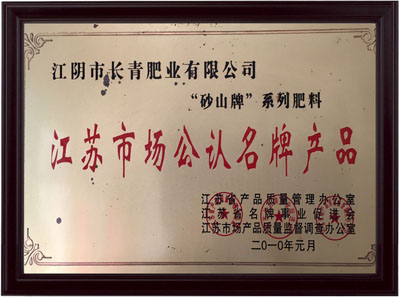 江阴市长青肥业有限公司
“砂山牌”系列肥料
江苏市场公认名牌产品
江苏省产品质量管理办公室
江苏省名牌事业促进会
江苏市场产品质量监督调查办公室
二〇一〇年元月